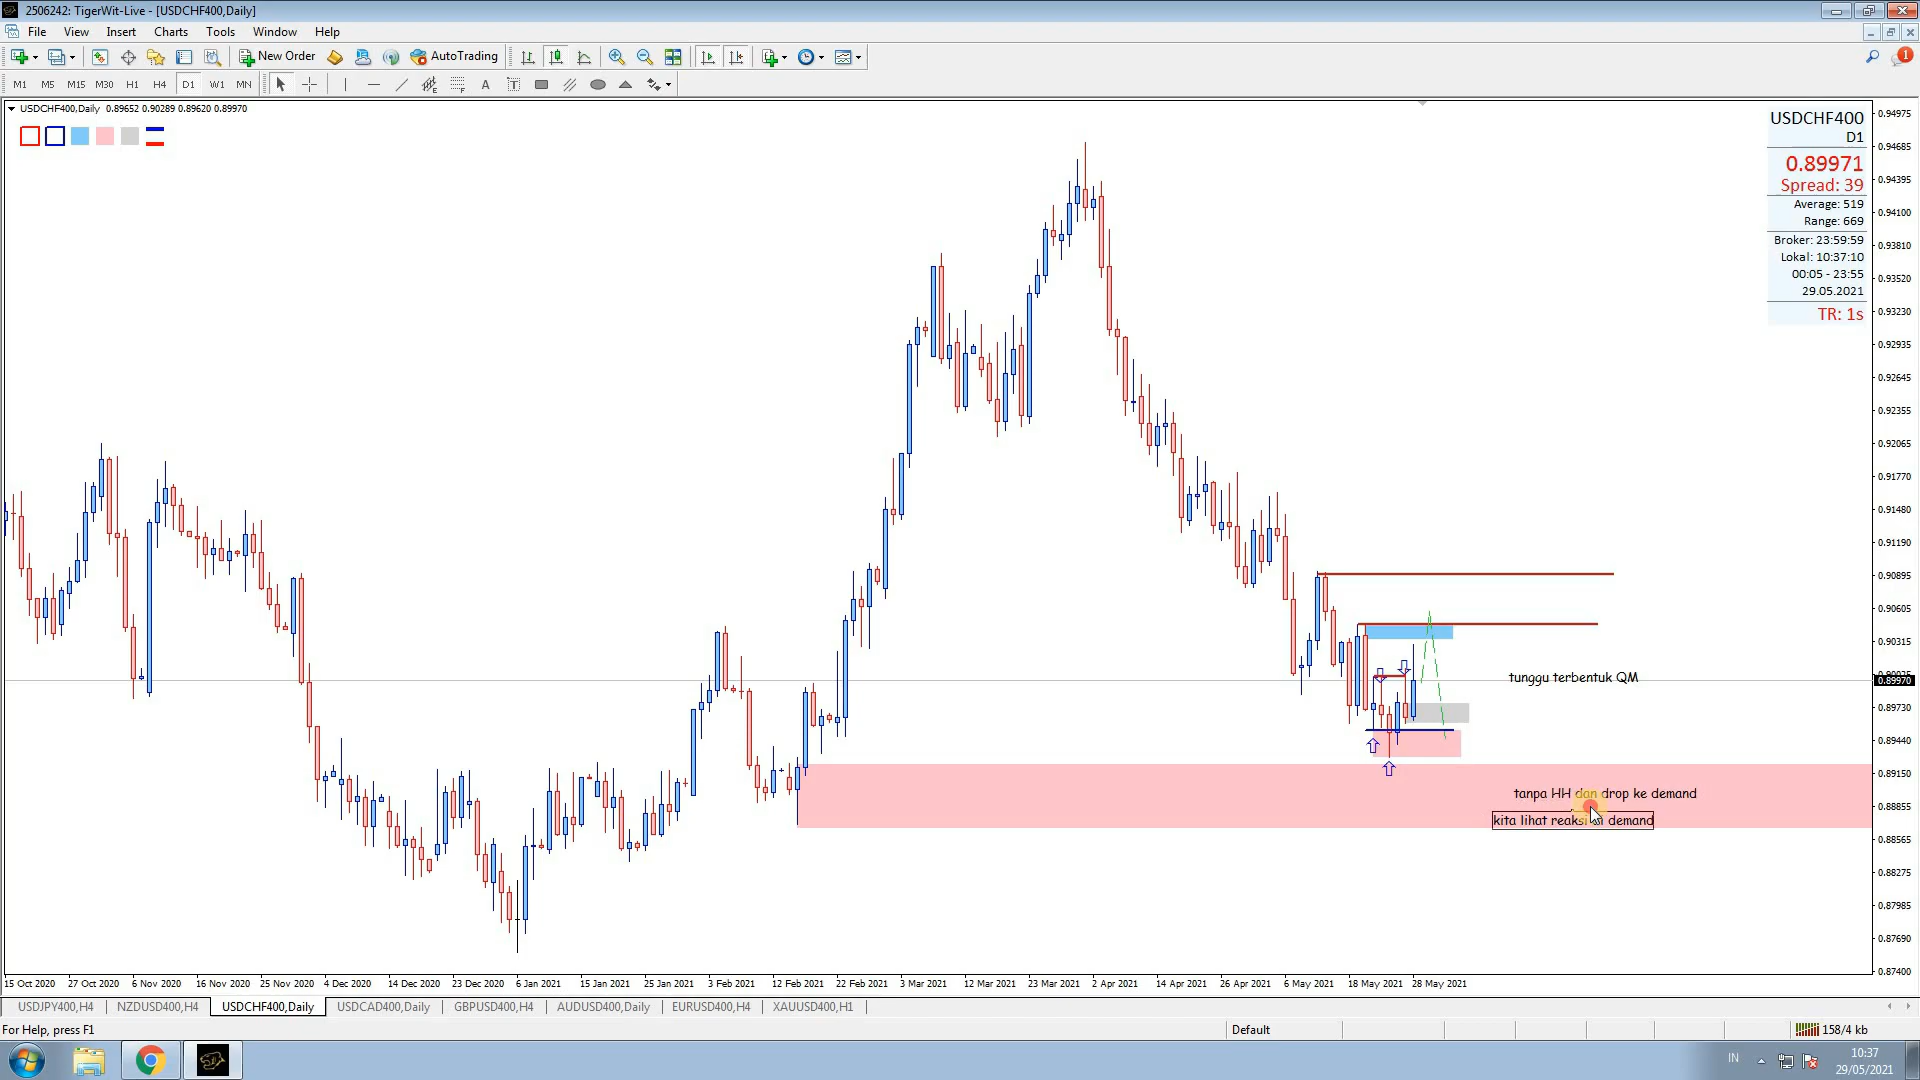 2506242: TigerWit-Live - [USDCHF400,Daily]
File View Insert Charts Tools Window Help
New Order AutoTrading
M1 M5 M15 M30 H1 H4 D1 W1 MN
USDCHF400,Daily 0.89652 0.90289 0.89620 0.89970
USDCHF400
D1
0.89971
Spread: 39
Average: 519
Range: 669
Broker: 23:59:59
Lokal: 10:37:10
00:05 - 23:55
29.05.2021
TR: 1s
0.94975
0.94685
0.94395
0.94100
0.93810
0.93520
0.93230
0.92935
0.92645
0.92355
0.92065
0.91770
0.91480
0.91190
0.90895
0.90605
0.90315
0.89970
0.89730
0.89440
0.89150
0.88855
0.88565
0.88275
0.87985
0.87690
0.87400
tunggu terbentuk QM
tanpa HH dan drop ke demand
kita lihat reaksi demand
15 Oct 2020 27 Oct 2020 6 Nov 2020 16 Nov 2020 25 Nov 2020 4 Dec 2020 14 Dec 2020 23 Dec 2020 6 Jan 2021 15 Jan 2021 25 Jan 2021 3 Feb 2021 12 Feb 2021 22 Feb 2021 3 Mar 2021 12 Mar 2021 23 Mar 2021 2 Apr 2021 14 Apr 2021 26 Apr 2021 6 May 2021 18 May 2021 28 May 2021
USDJPY400,H4 NZDUSD400,H4 USDCHF400,Daily USDCAD400,Daily GBPUSD400,H4 AUDUSD400,Daily EURUSD400,H4 XAUUSD400,H1
For Help, press F1 Default 158/4 kb
IN 10:37
29/05/2021